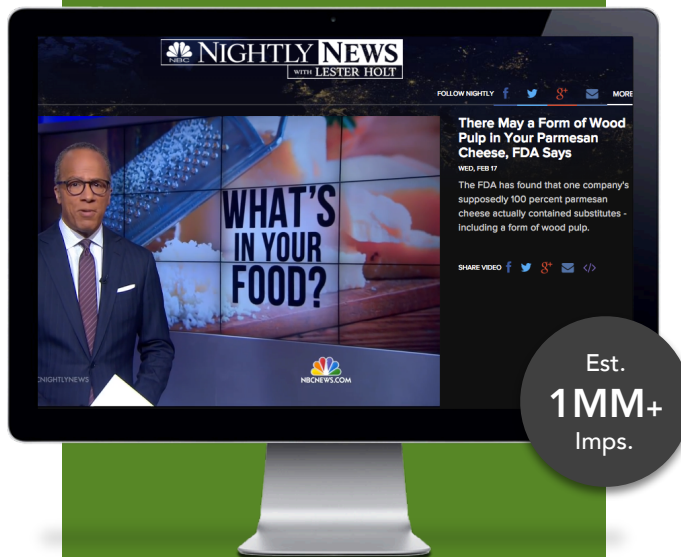 NBC
NIGHTLY NEWS
WITH LESTER HOLT
FOLLOW NIGHTLY
MORE
There May a Form of Wood
Pulp in Your Parmesan
Cheese, FDA Says
WED, FEB 17
The FDA has found that one company's
supposedly 100 percent parmesan
cheese actually contained substitutes -
including a form of wood pulp.
SHARE VIDEO
WHAT'S
IN YOUR
FOOD?
NBCNEWS.COM
CNIGHTLYNEWS
Est.
1MM+
Imps.